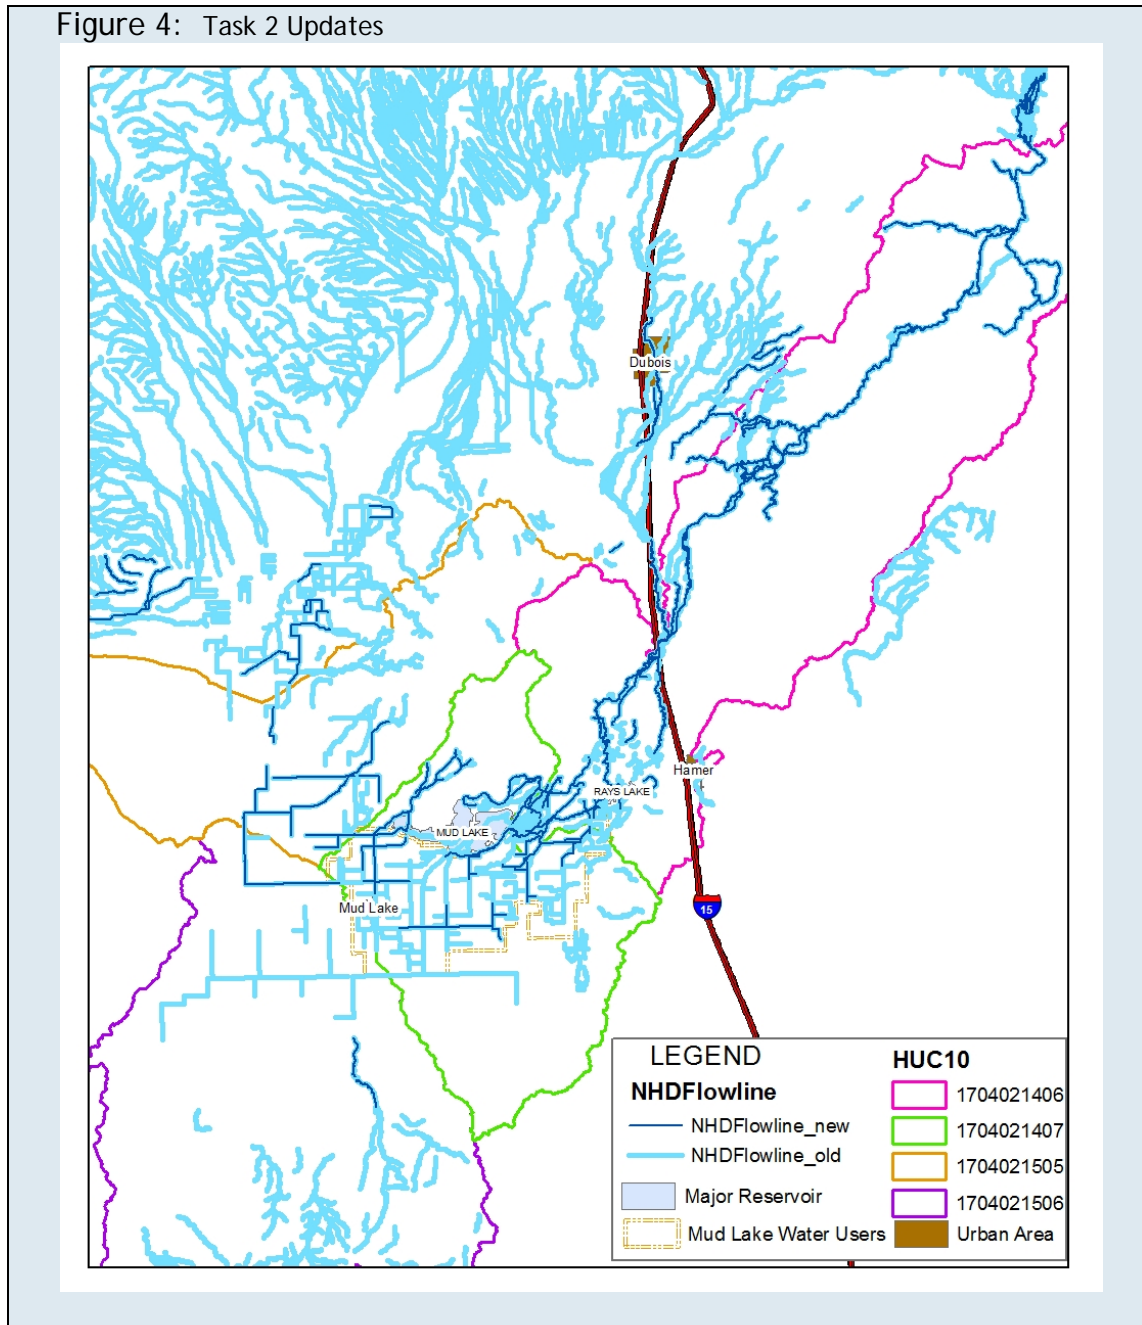 Figure 4: Task 2 Updates
Dubois
Hamer
RAYS LAKE
MUD LAKE
Mud Lake
15
LEGEND
NHDFlowline
NHDFlowline_new
NHDFlowline_old
Major Reservoir
Mud Lake Water Users
HUC10
1704021406
1704021407
1704021505
1704021506
Urban Area